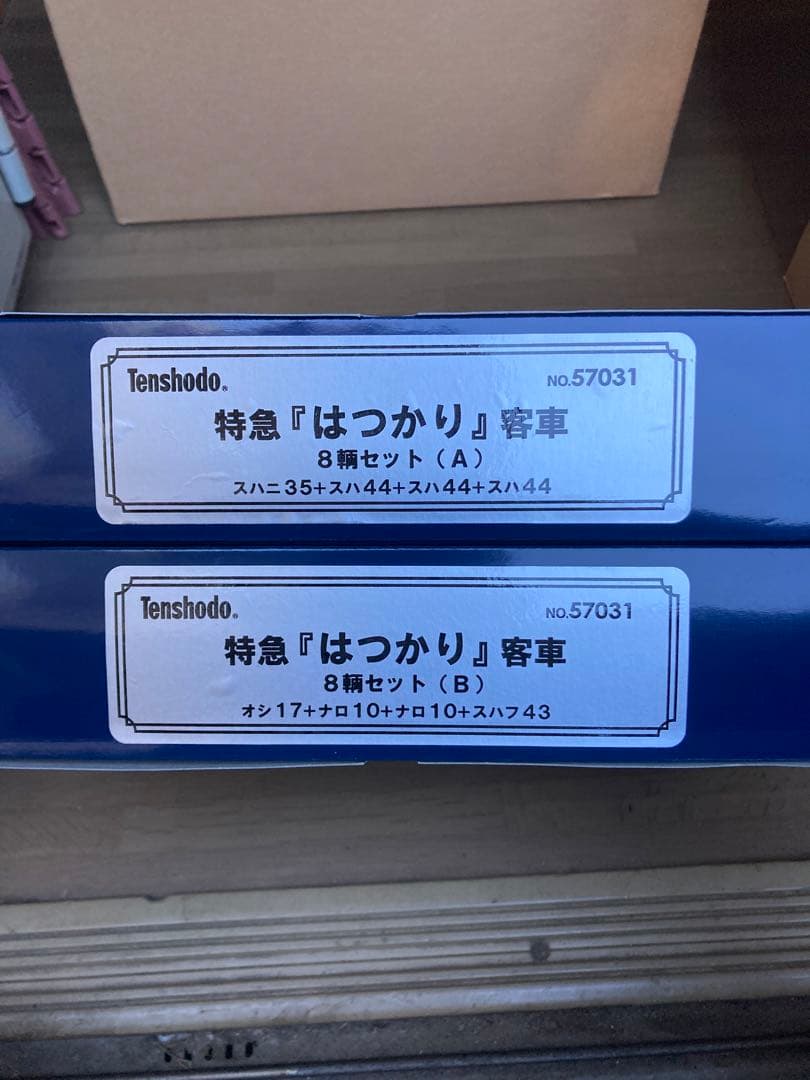 Tenshodo®
NO.57031
特急『はつかり』客車
8輌セット(A)
スハニ35+スハ44+スハ44+スハ44
Tenshodo®
NO.57031
特急『はつかり』客車
8輌セット(B)
オシ17+ナロ10+ナロ10+スハフ43